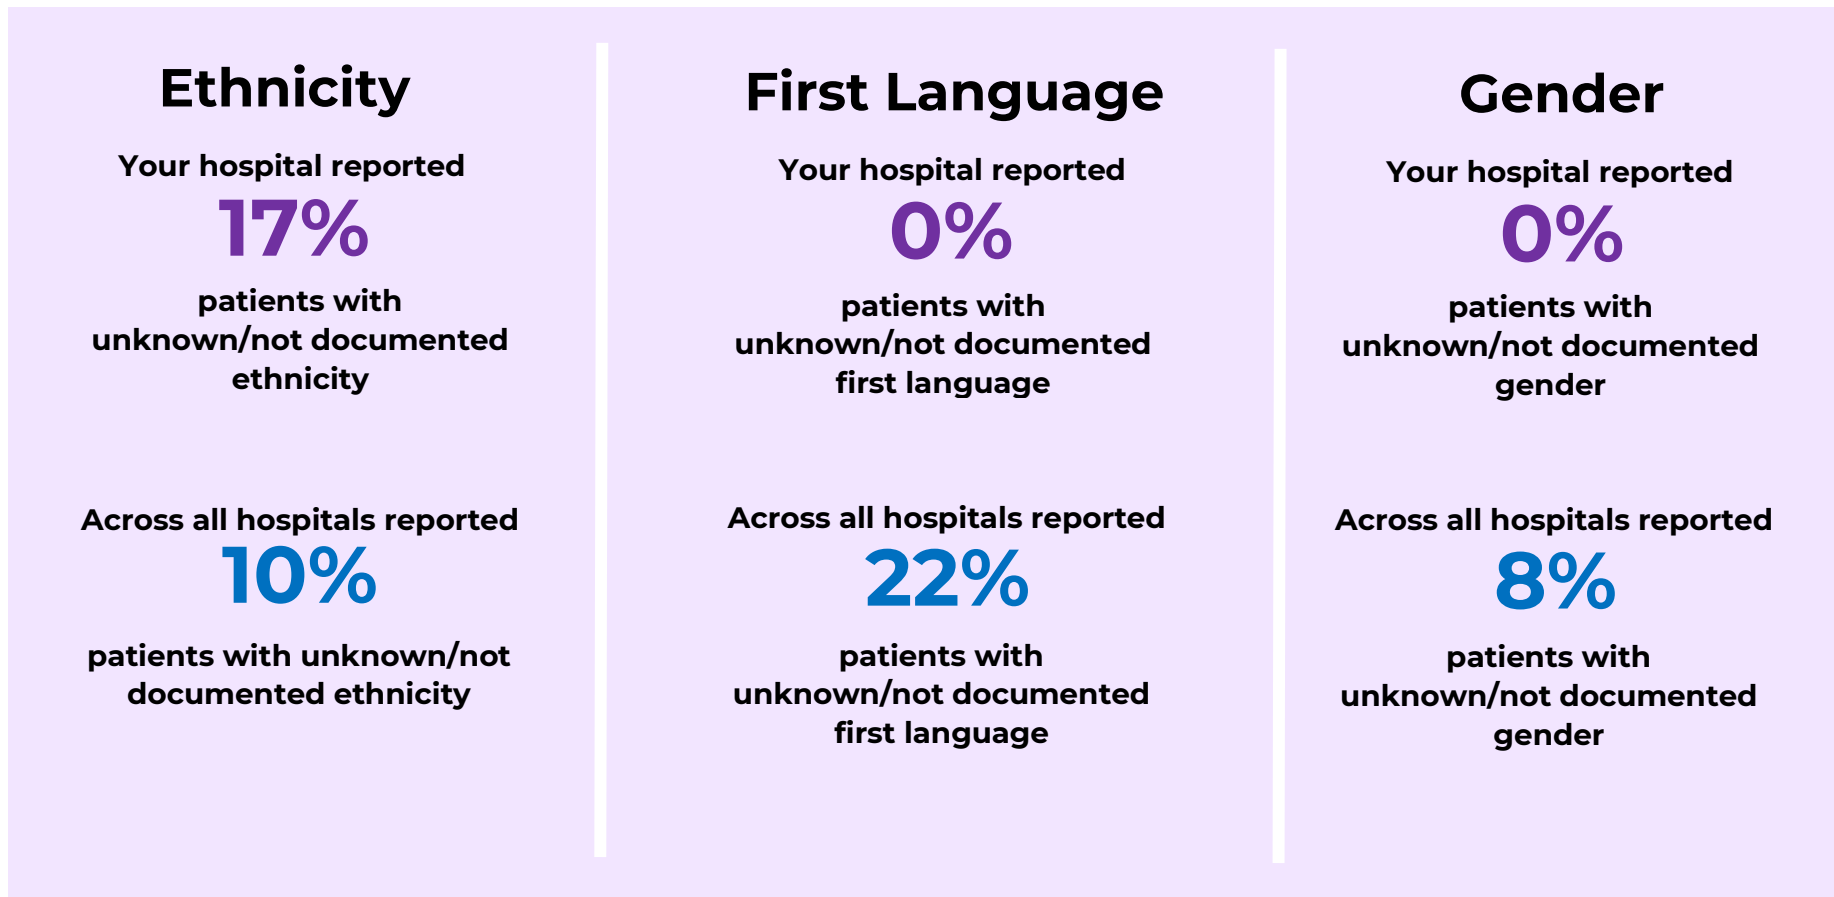 Ethnicity
Your hospital reported
17%
patients with
unknown/not documented
ethnicity
Across all hospitals reported
10%
patients with unknown/not
documented ethnicity
First Language
Your hospital reported
0%
patients with
unknown/not documented
first language
Across all hospitals reported
22%
patients with
unknown/not documented
first language
Gender
Your hospital reported
0%
patients with
unknown/not documented
gender
Across all hospitals reported
8%
patients with
unknown/not documented
gender